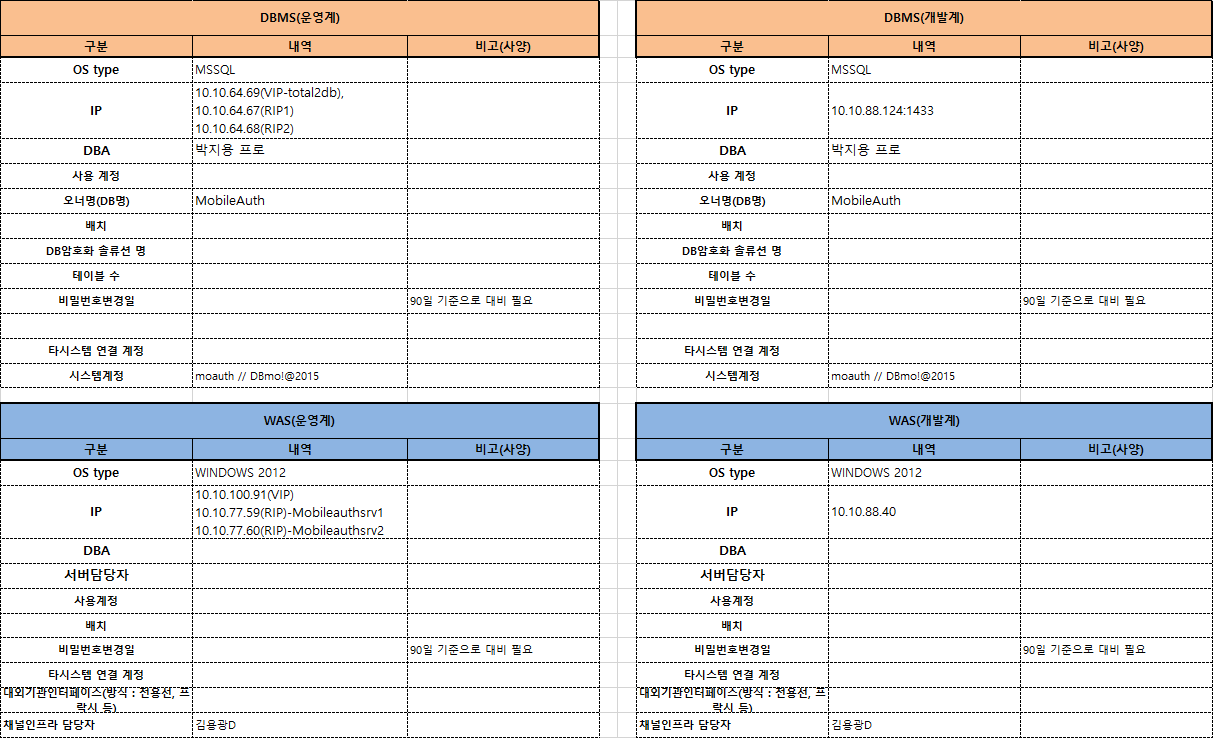 DBMS(운영계)
구분 내역 비고(사양)
OS type MSSQL
IP 10.10.64.69(VIP-total2db),
10.10.64.67(RIP1)
10.10.64.68(RIP2)
DBA 박지용 프로
사용 계정
오너명(DB명) MobileAuth
배치
DB암호화 솔류션 명
테이블 수
비밀번호변경일 90일 기준으로 대비 필요
타시스템 연결 계정
시스템계정 moauth // DBmo!@2015
DBMS(개발계)
구분 내역 비고(사양)
OS type MSSQL
IP 10.10.88.124:1433
DBA 박지용 프로
사용 계정
오너명(DB명) MobileAuth
배치
DB암호화 솔류션 명
테이블 수
비밀번호변경일 90일 기준으로 대비 필요
타시스템 연결 계정
시스템계정 moauth // DBmo!@2015
WAS(운영계)
구분 내역 비고(사양)
OS type WINDOWS 2012
IP 10.10.100.91(VIP)
10.10.77.59(RIP)-Mobileauthsrv1
10.10.77.60(RIP)-Mobileauthsrv2
DBA
서버담당자
사용계정
배치
비밀번호변경일 90일 기준으로 대비 필요
타시스템 연결 계정
대외기관인터페이스(방식 : 전용선, 프
락시 등)
채널인프라 담당자 김용광D
WAS(개발계)
구분 내역 비고(사양)
OS type WINDOWS 2012
IP 10.10.88.40
DBA
서버담당자
사용계정
배치
비밀번호변경일 90일 기준으로 대비 필요
타시스템 연결 계정
대외기관인터페이스(방식 : 전용선, 프
락시 등)
채널인프라 담당자 김용광D